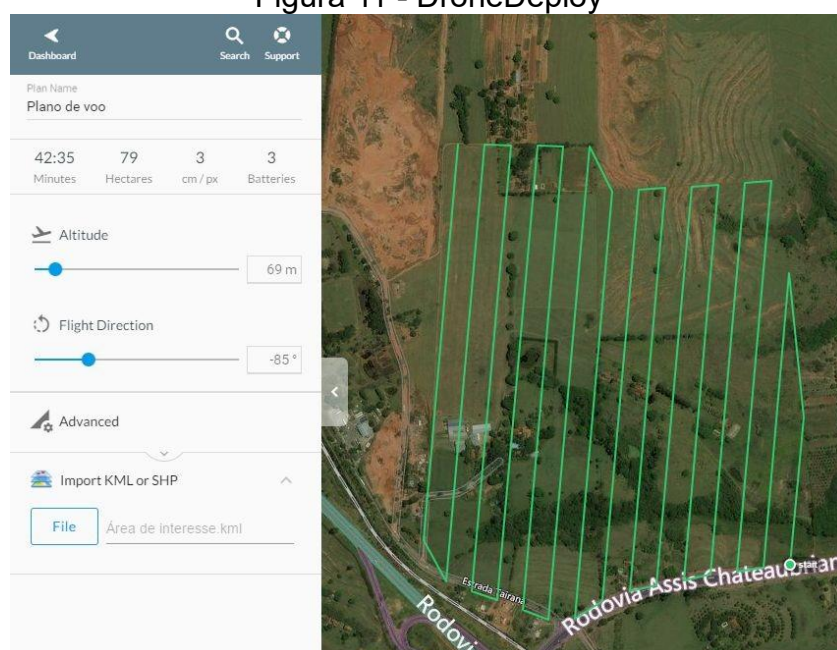 Figura 11 - DroneDeploy
Dashboard
Search Support
Plan Name
Plano de voo
42:35 79 3 3
Minutes Hectares cm / px Batteries
Altitude
69 m
Flight Direction
-85 °
Advanced
Import KML or SHP
File Área de interesse.kml
Estrada Tairana
start
Rodovia Assis Chateaubrian
Rodovi